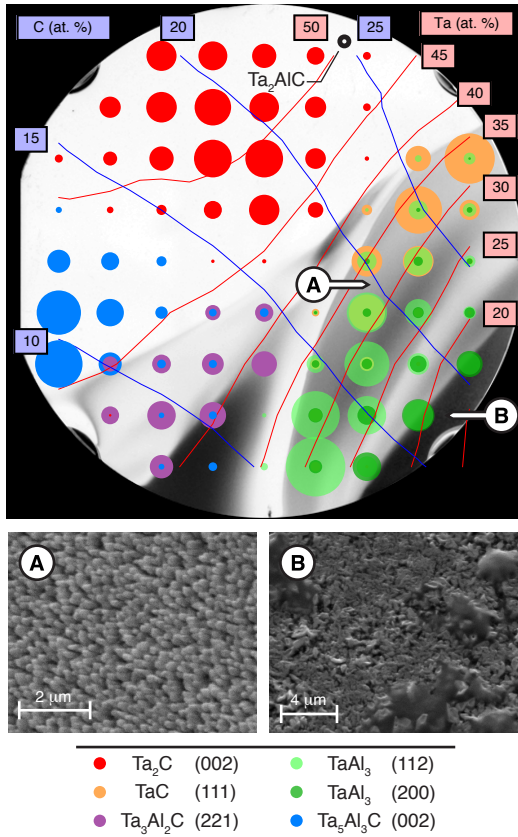 C (at. %) 20 50 25 Ta (at. %)
Ta₂AlC 45
40
15 35
30
25
A
20
10
B
A B
2 μm 4 μm
Ta₂C (002) TaAl₃ (112)
TaC (111) TaAl₃ (200)
Ta₃Al₂C (221) Ta₅Al₃C (002)